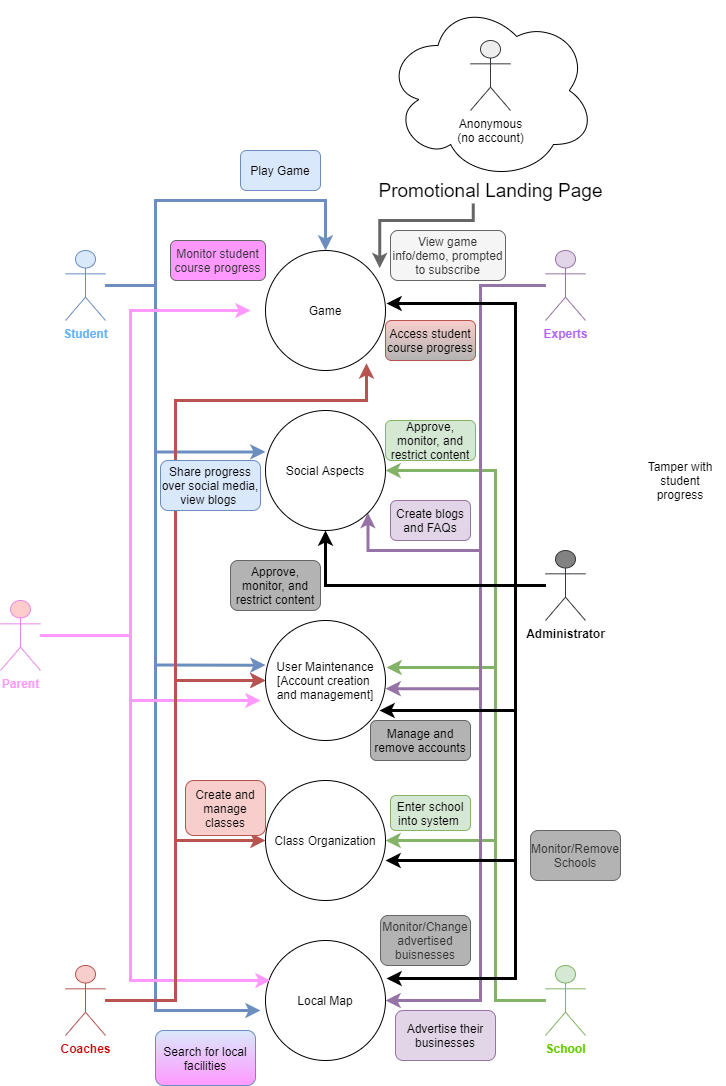 Anonymous
(no account)
Promotional Landing Page
Play Game
View game
info/demo, prompted
to subscribe
Monitor student
course progress
Game
Student
Experts
Access student
course progress
Approve,
monitor, and
restrict content
Social Aspects
Share progress
over social media,
view blogs
Tamper with
student
progress
Create blogs
and FAQs
Approve,
monitor, and
restrict content
Administrator
Parent
User Maintenance
[Account creation
and management]
Manage and
remove accounts
Create and
manage
classes
Enter school
into system
Class Organization
Monitor/Remove
Schools
Monitor/Change
advertised
buisnesses
Local Map
Coaches
School
Advertise their
businesses
Search for local
facilities